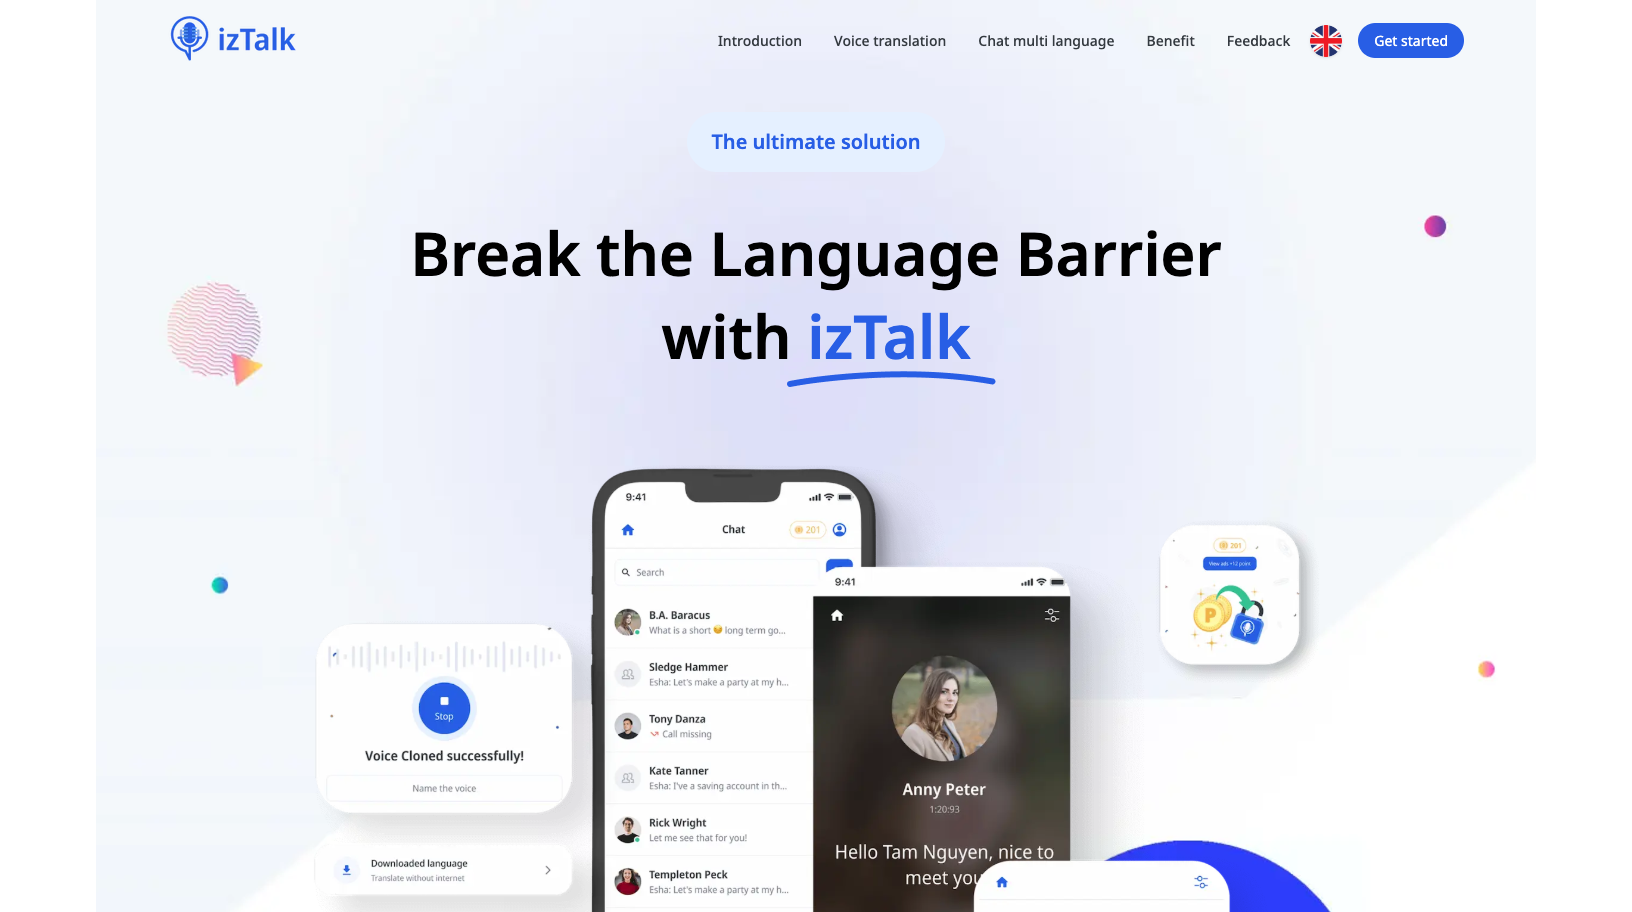 izTalk
Introduction
Voice translation
Chat multi language
Benefit
Feedback
Get started
The ultimate solution
Break the Language Barrier
with izTalk
9:41
Chat
201
Search
B.A. Baracus
What is a short 😊 long term go...
Sledge Hammer
Esha: Let's make a party at my h...
Tony Danza
Call missing
Kate Tanner
Esha: I've a saving account in th...
Rick Wright
Let me see that for you!
Templeton Peck
Esha: Let's make a party at my h...
9:41
Anny Peter
1:20:93
Hello Tam Nguyen, nice to
meet you
Stop
Voice Cloned successfully!
Name the voice
Downloaded language
Translate without internet
201
View ads +12 point
P